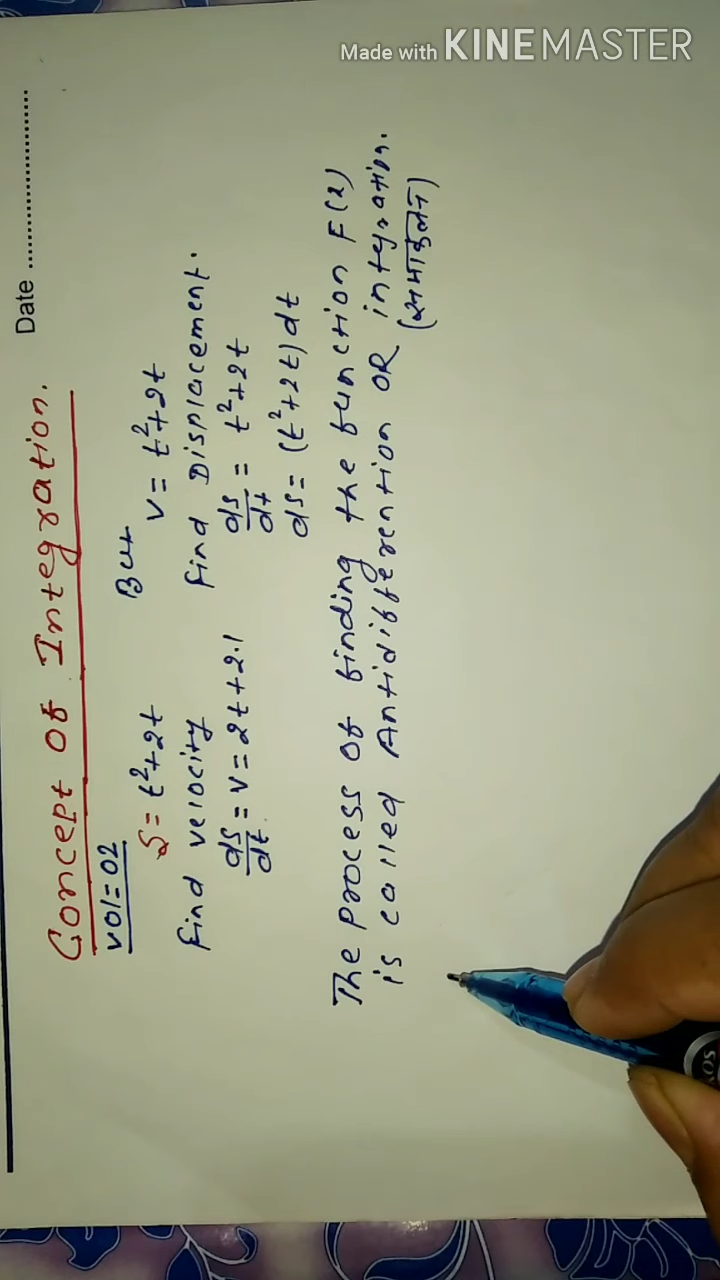 Made with KINEMASTER
Date ........................
Concept of Integration.
Vol=02
But
S = t²+2t
V = t²+2t
Find velocity
Find Displacement.
ds/dt = V = 2t+2.1
ds/dt = t²+2t
ds = (t²+2t)dt
The process of finding the function F(x)
is called Antidifferention OR integration.
(समाकलन)